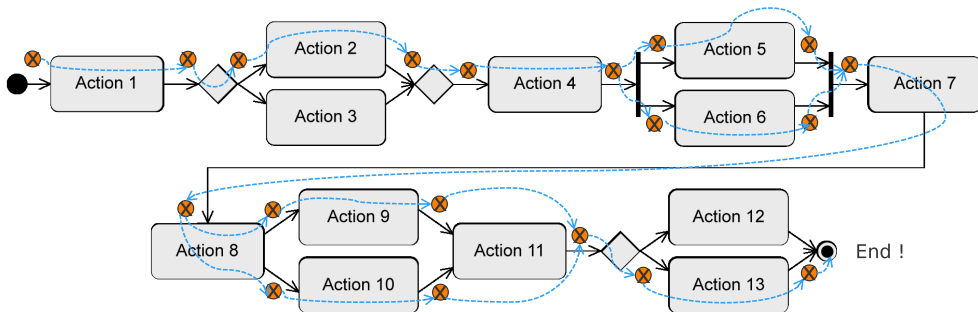 Action 1
Action 2
Action 3
Action 4
Action 5
Action 6
Action 7
Action 8
Action 9
Action 10
Action 11
Action 12
Action 13
End !